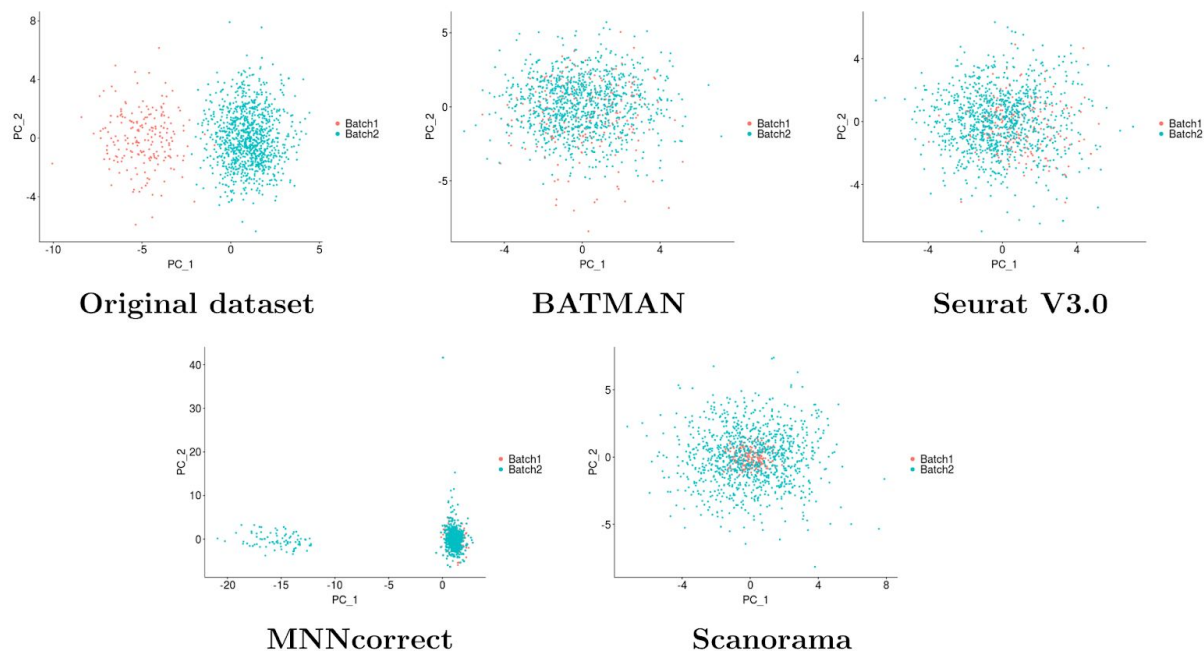 8
4
0
-4
PC_2
-10
-5
0
5
PC_1
Batch1
Batch2
Original dataset
5
0
-5
PC_2
-4
0
4
PC_1
Batch1
Batch2
BATMAN
4
0
-4
PC_2
-4
0
4
PC_1
Batch1
Batch2
Seurat V3.0
40
30
20
10
0
PC_2
-20
-15
-10
-5
0
PC_1
Batch1
Batch2
MNNcorrect
5
0
-5
PC_2
-4
0
4
8
PC_1
Batch1
Batch2
Scanorama